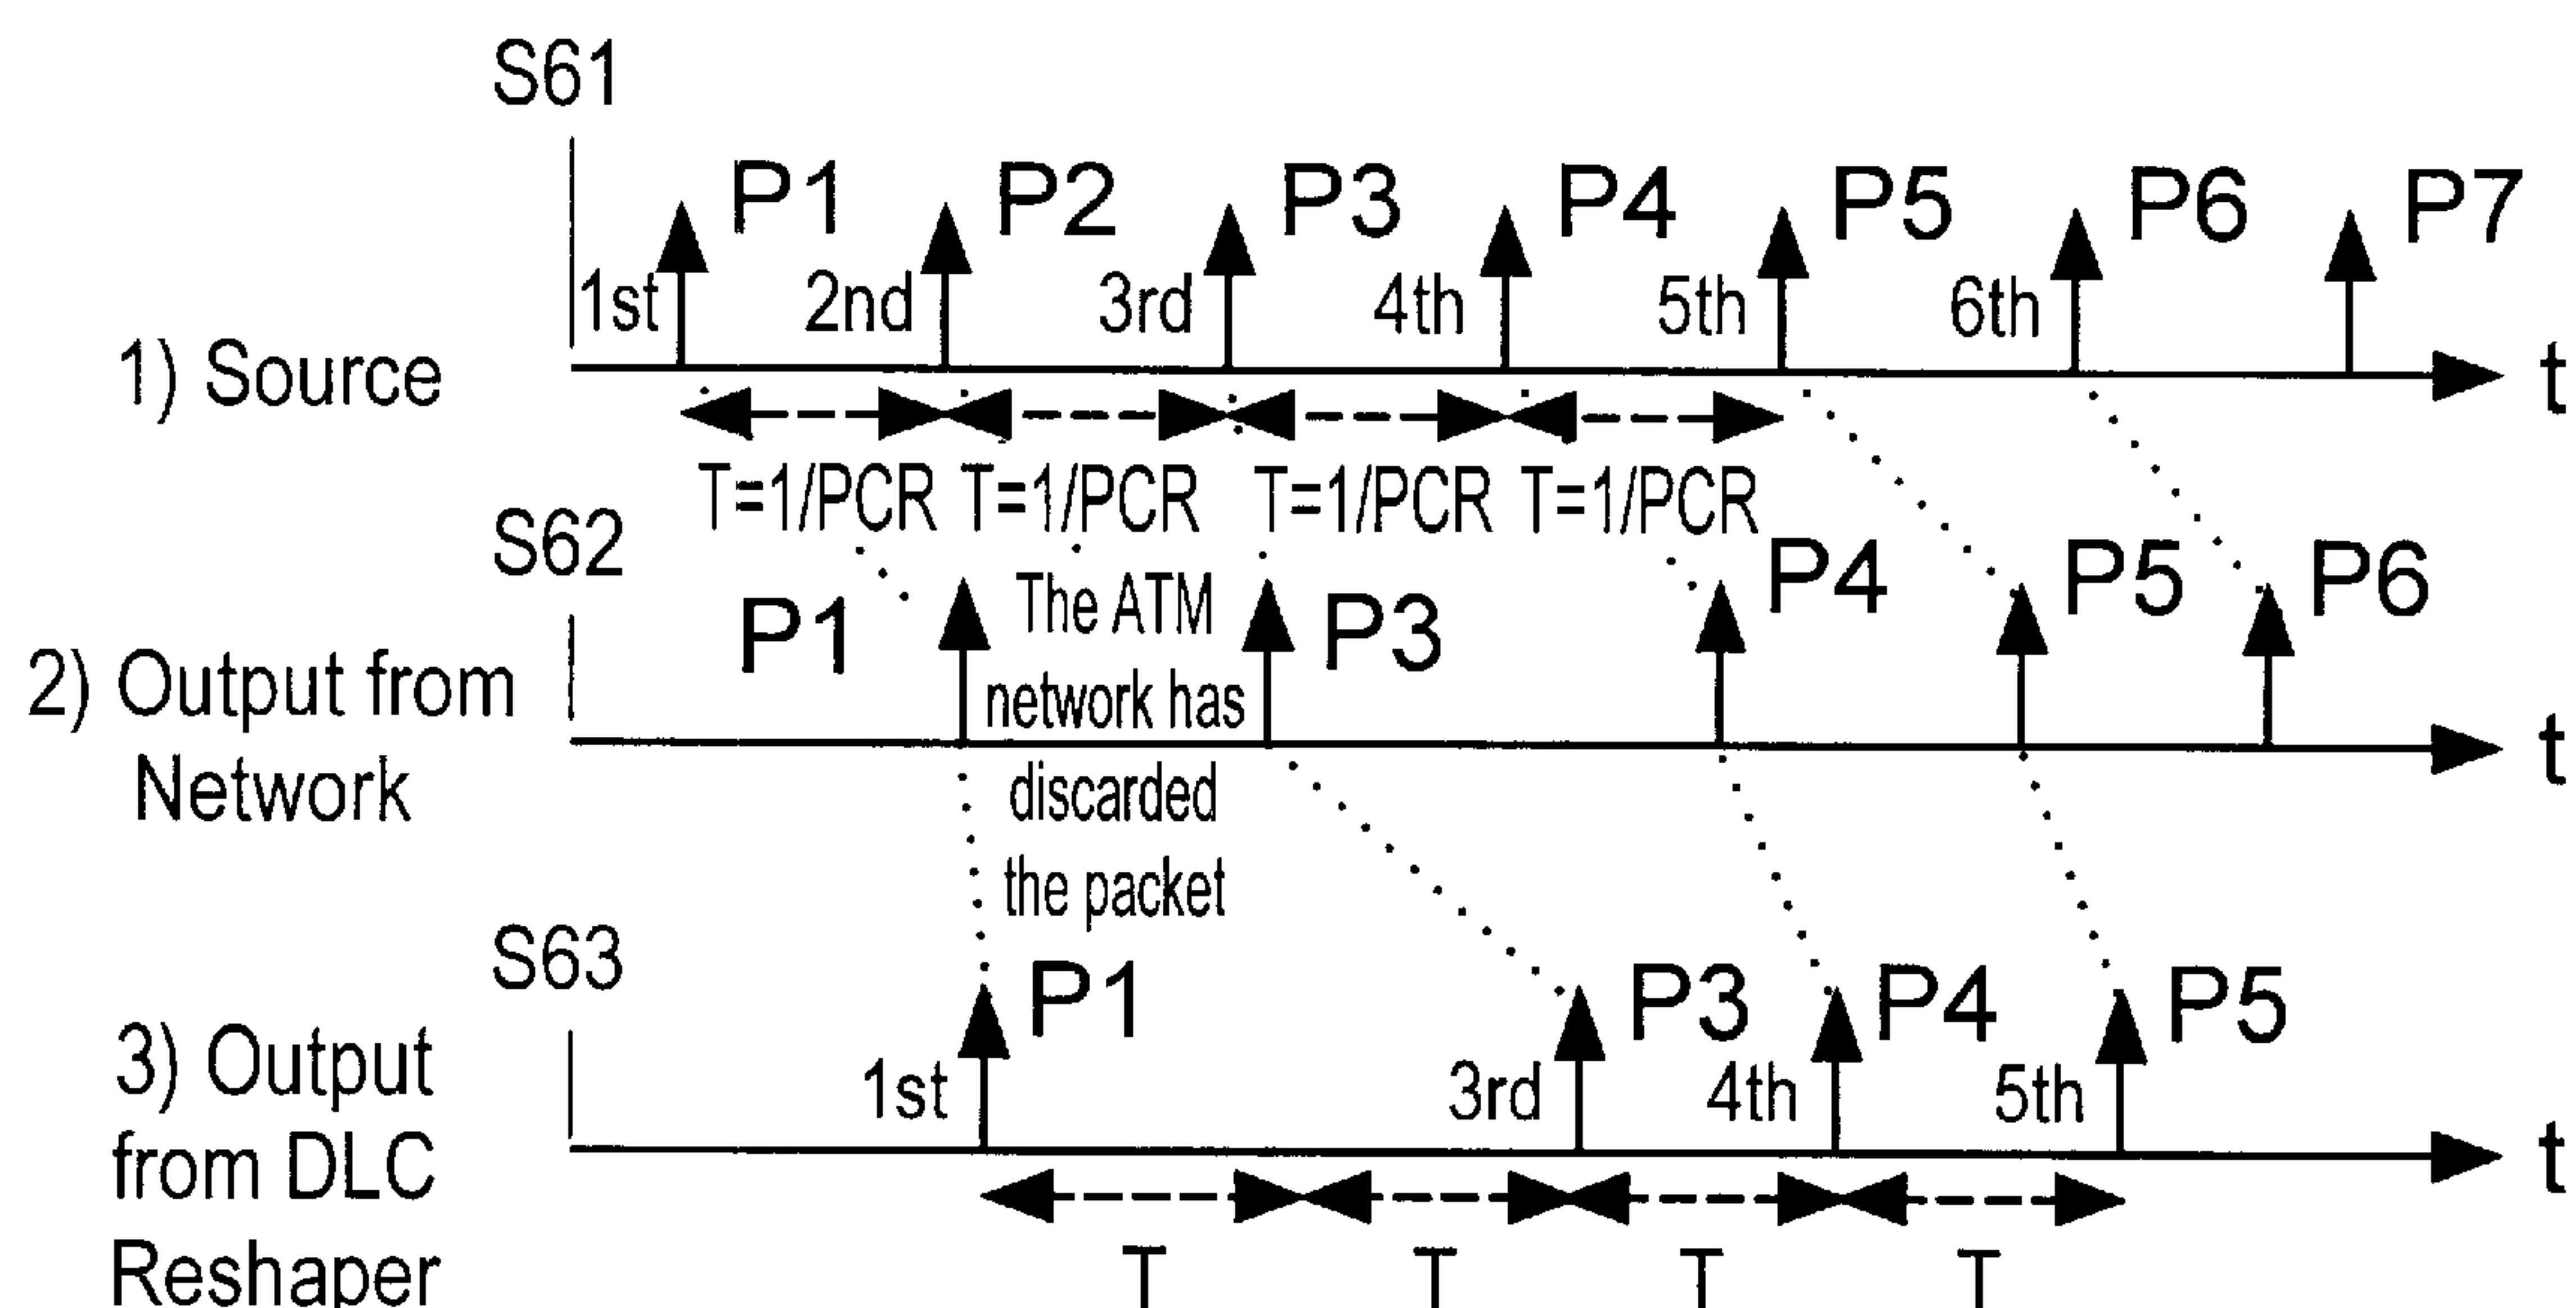 S61
P1 P2 P3 P4 P5 P6 P7
1st 2nd 3rd 4th 5th 6th
1) Source
t
T=1/PCR T=1/PCR T=1/PCR T=1/PCR
S62
P1 P3 P4 P5 P6
The ATM
network has
discarded
the packet
2) Output from
Network
t
S63
P1 P3 P4 P5
1st 3rd 4th 5th
3) Output
from DLC
Reshaper
t
T T T T